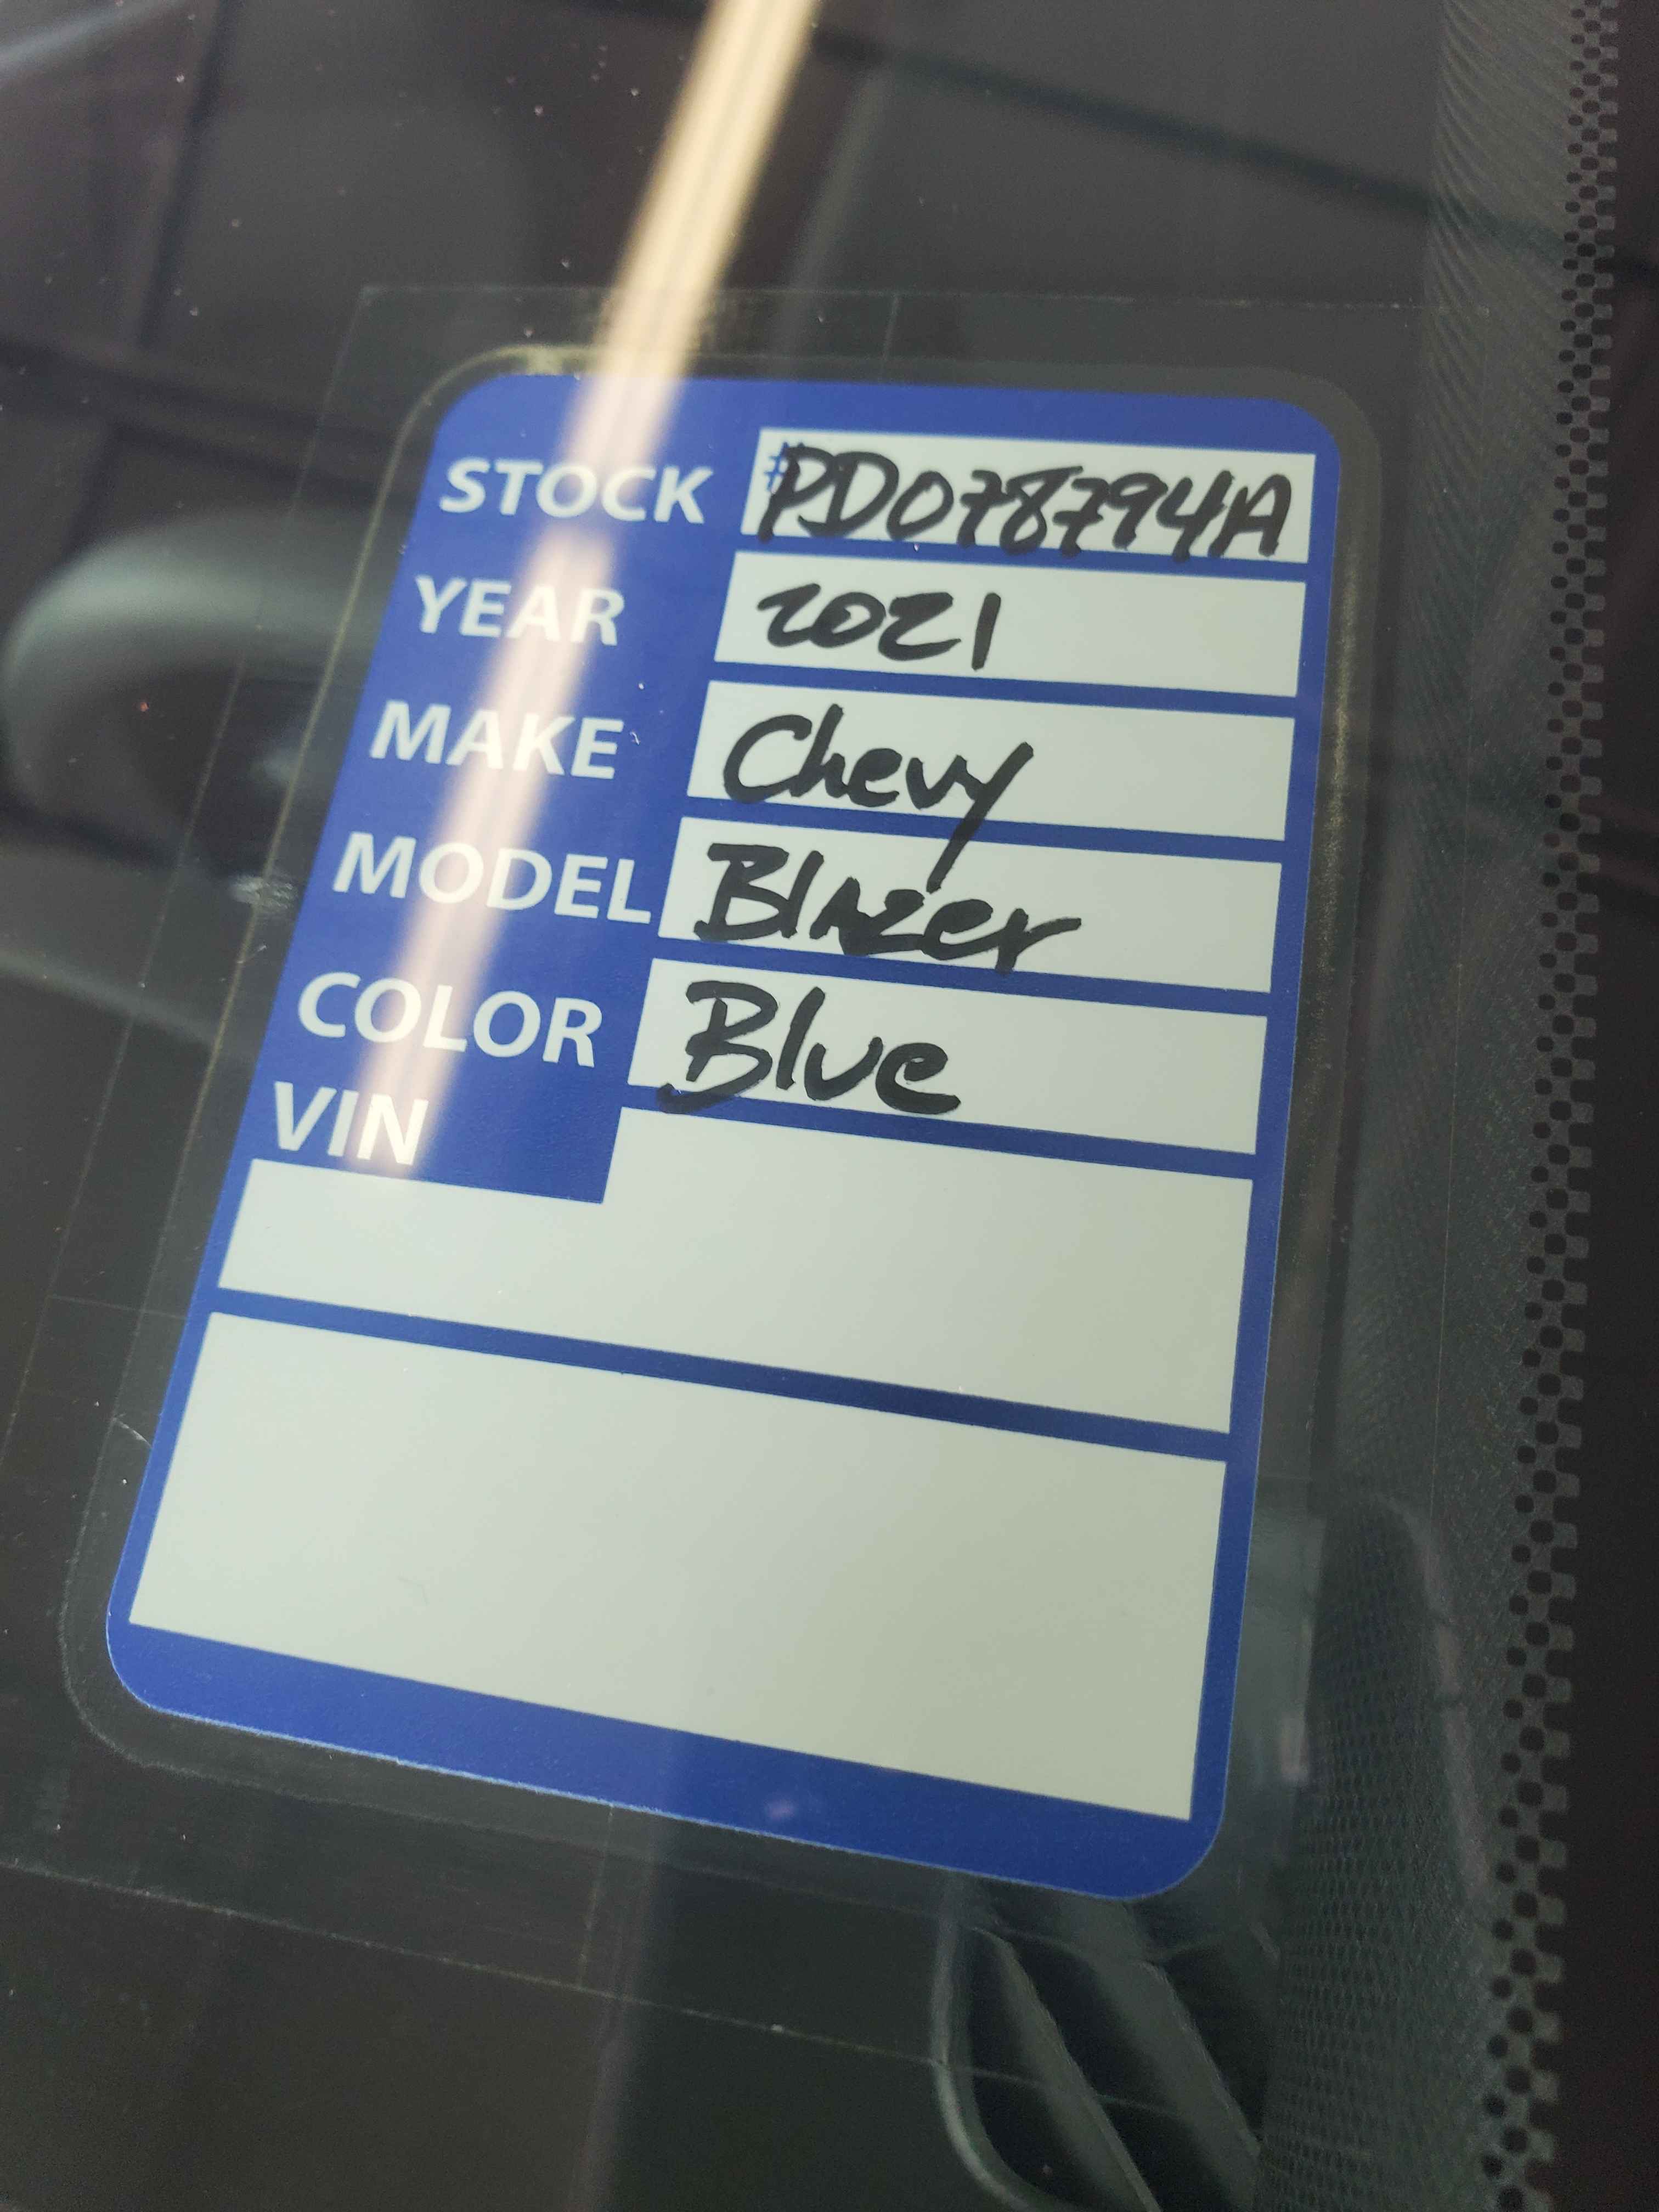 STOCK #PD078794A
YEAR 2021
MAKE Chevy
MODEL Blazer
COLOR Blue
VIN